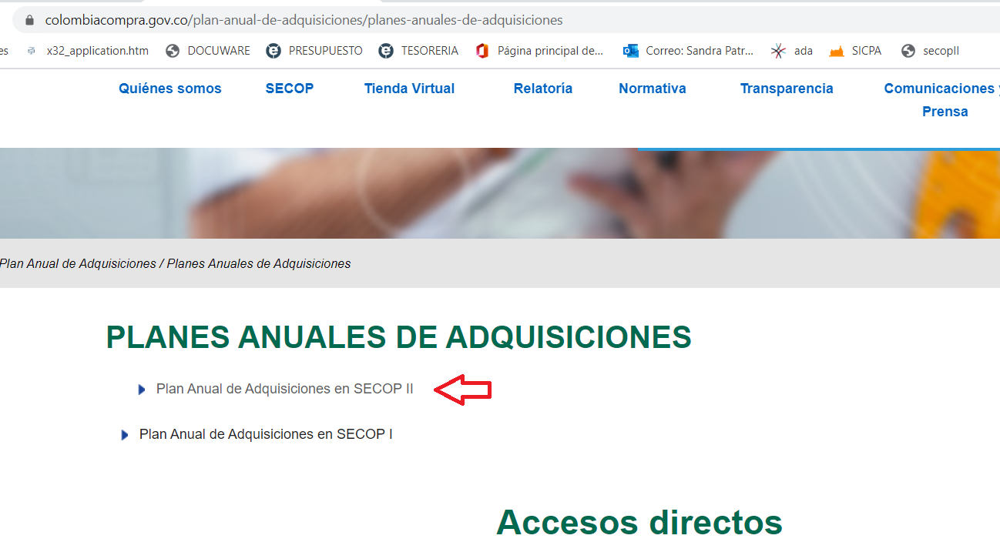 colombiacompra.gov.co/plan-anual-de-adquisiciones/planes-anuales-de-adquisiciones
es x32_application.htm DOCUWARE PRESUPUESTO TESORERIA Página principal de... Correo: Sandra Patr... ada SICPA secopII
Quiénes somos SECOP Tienda Virtual Relatoría Normativa Transparencia Comunicaciones y
Prensa
Plan Anual de Adquisiciones / Planes Anuales de Adquisiciones
PLANES ANUALES DE ADQUISICIONES
Plan Anual de Adquisiciones en SECOP II
Plan Anual de Adquisiciones en SECOP I
Accesos directos